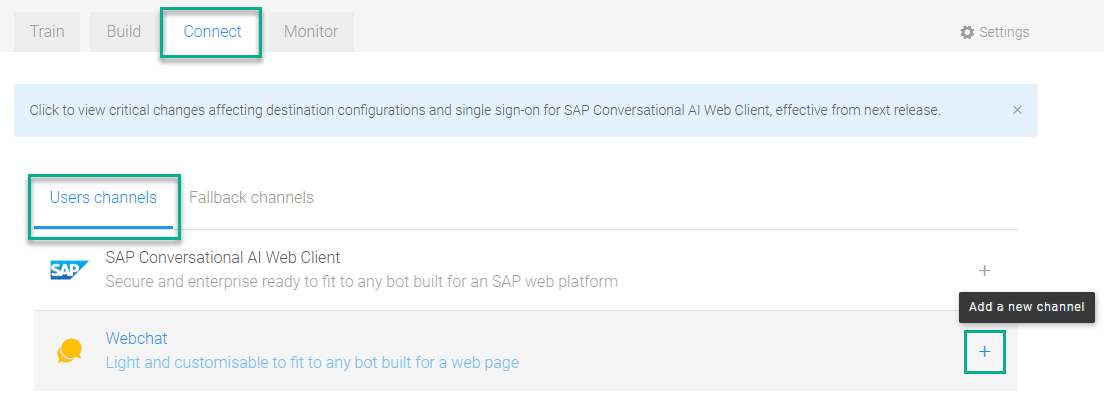 Train Build Connect Monitor Settings
Click to view critical changes affecting destination configurations and single sign-on for SAP Conversational AI Web Client, effective from next release. ×
Users channels Fallback channels
SAP SAP Conversational AI Web Client
Secure and enterprise ready to fit to any bot built for an SAP web platform +
Add a new channel
Webchat
Light and customisable to fit to any bot built for a web page +